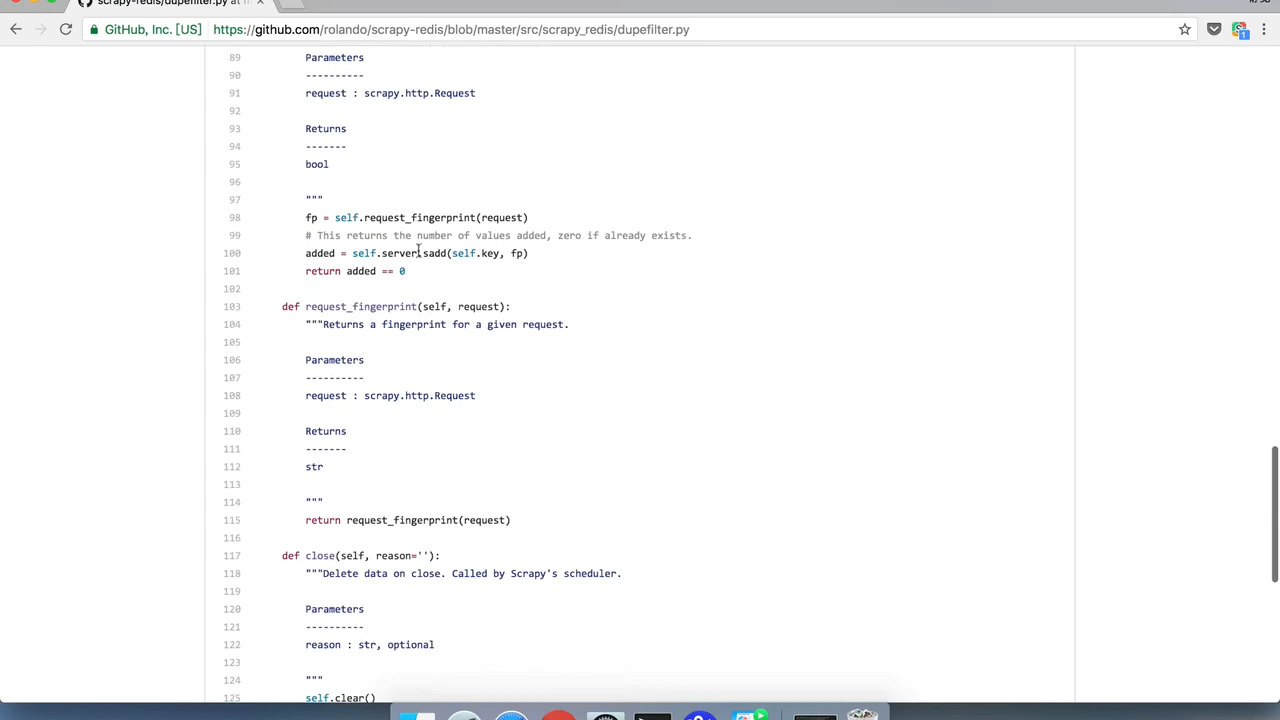 scrapy-redis/dupefilter.py at m
GitHub, Inc. [US] https://github.com/rolando/scrapy-redis/blob/master/src/scrapy_redis/dupefilter.py
89 Parameters
90 ----------
91 request : scrapy.http.Request
92
93 Returns
94 -------
95 bool
96
97 """
98 fp = self.request_fingerprint(request)
99 # This returns the number of values added, zero if already exists.
100 added = self.server.sadd(self.key, fp)
101 return added == 0
102
103 def request_fingerprint(self, request):
104 """Returns a fingerprint for a given request.
105
106 Parameters
107 ----------
108 request : scrapy.http.Request
109
110 Returns
111 -------
112 str
113
114 """
115 return request_fingerprint(request)
116
117 def close(self, reason=''):
118 """Delete data on close. Called by Scrapy's scheduler.
119
120 Parameters
121 ----------
122 reason : str, optional
123
124 """
125 self.clear()